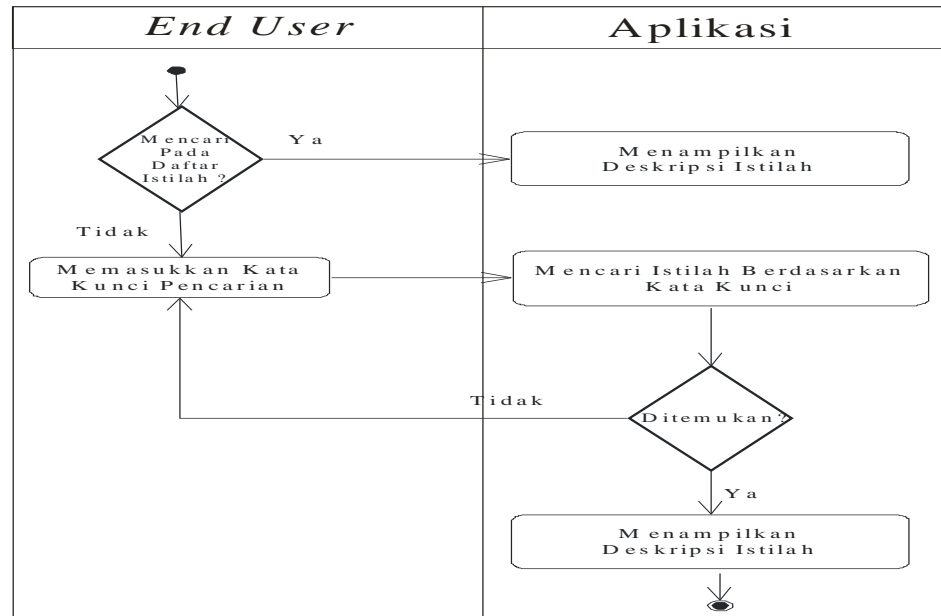 End User
Aplikasi
Mencari
Pada
Daftar
Istilah ?
Ya
Menampilkan
Deskripsi Istilah
Tidak
Memasukkan Kata
Kunci Pencarian
Mencari Istilah Berdasarkan
Kata Kunci
Tidak
Ditemukan?
Ya
Menampilkan
Deskripsi Istilah